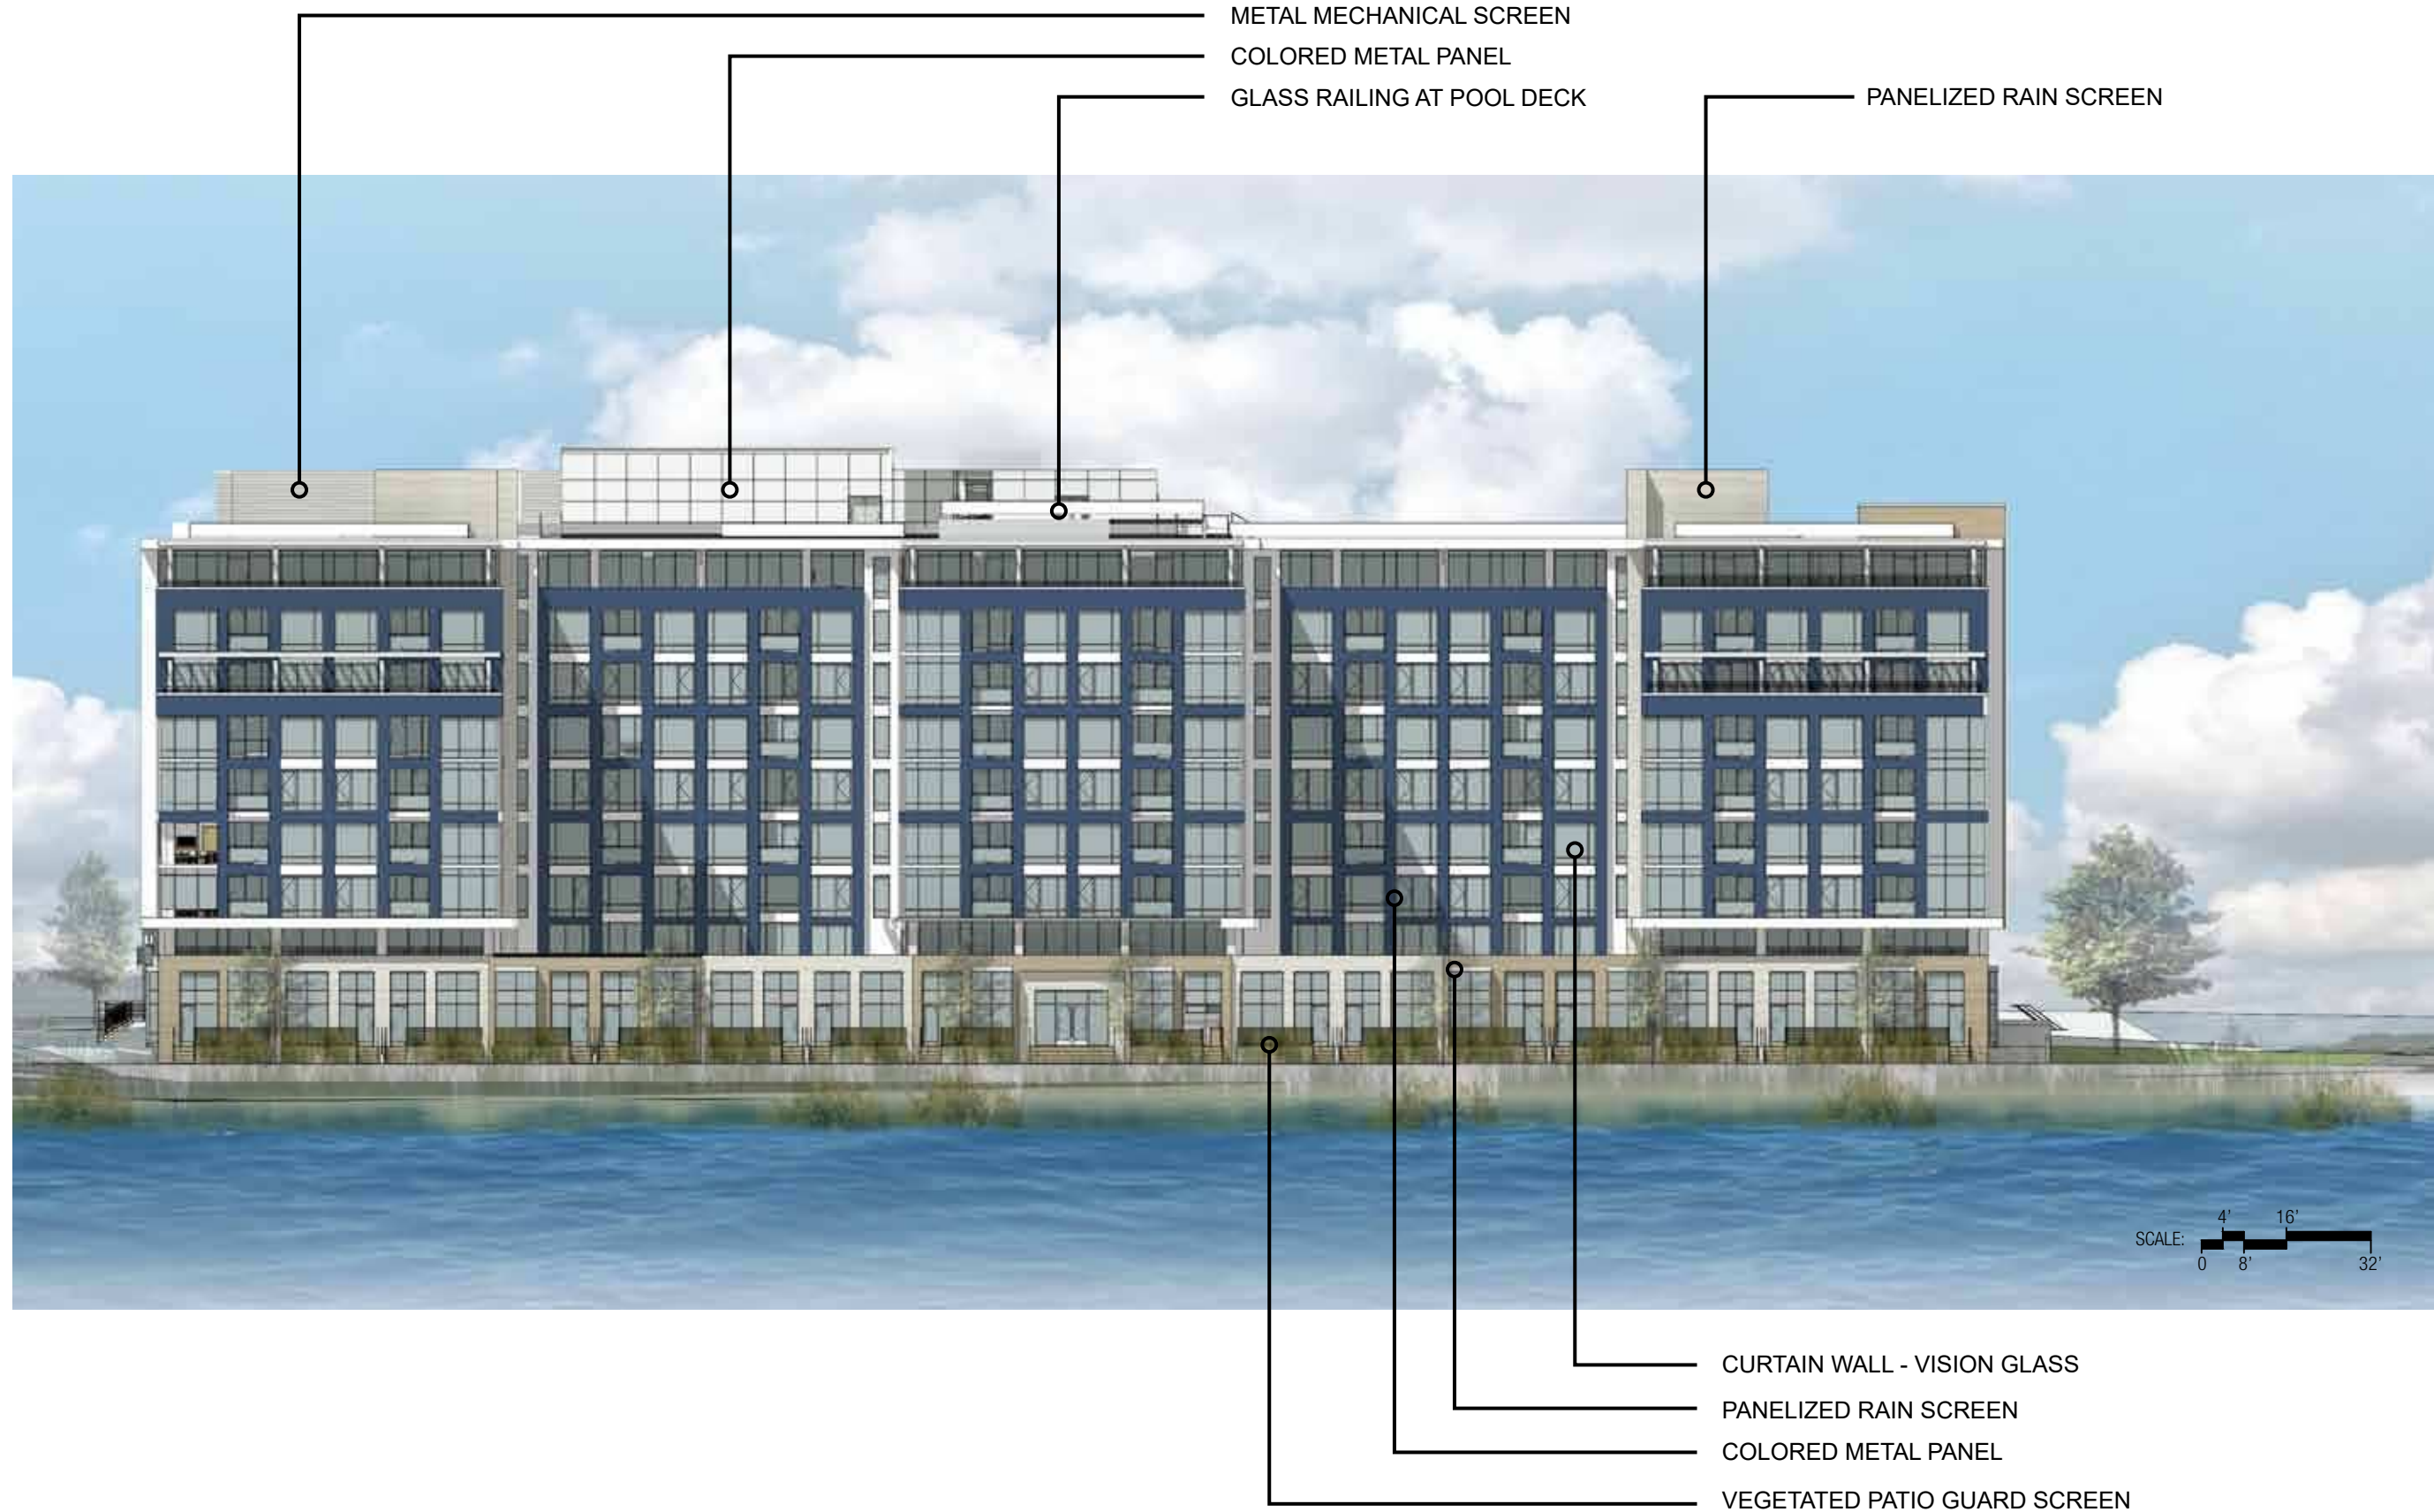 METAL MECHANICAL SCREEN
COLORED METAL PANEL
GLASS RAILING AT POOL DECK
PANELIZED RAIN SCREEN
4' 16'
SCALE:
0 8' 32'
CURTAIN WALL - VISION GLASS
PANELIZED RAIN SCREEN
COLORED METAL PANEL
VEGETATED PATIO GUARD SCREEN